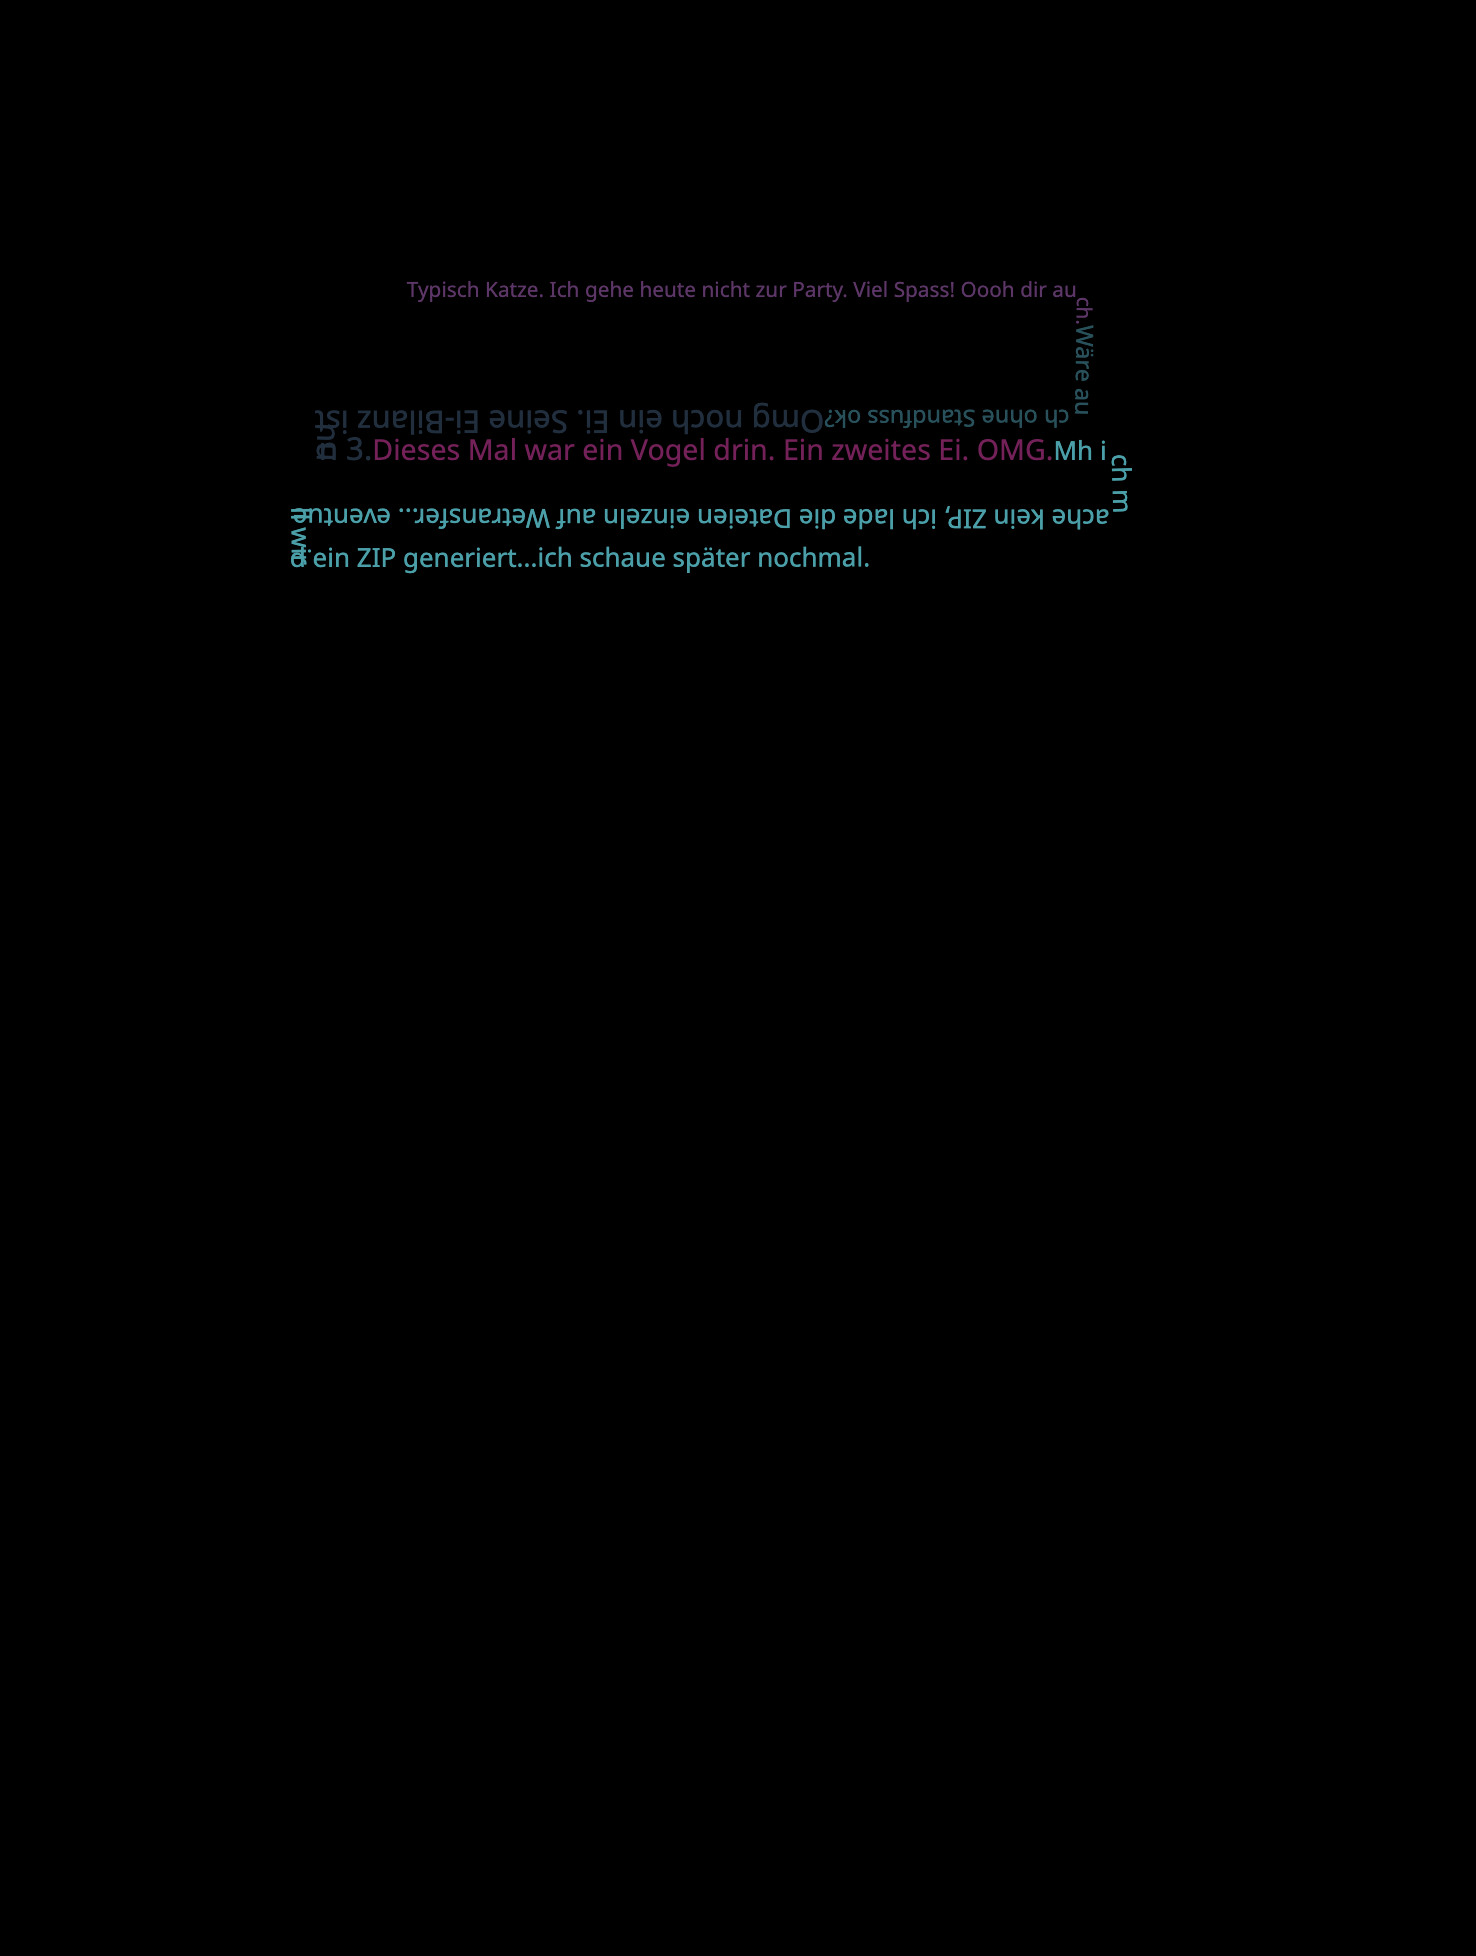 Typisch Katze. Ich gehe heute nicht zur Party. Viel Spass! Oooh dir auch.
Wäre auch ohne Standfuss ok?
Omg noch ein Ei. Seine Ei-Bilanz ist nun 3.
Dieses Mal war ein Vogel drin. Ein zweites Ei. OMG.
Mh ich mache kein ZIP, ich lade die Dateien einzeln auf Wetransfer... eventuell wird ein ZIP generiert...ich schaue später nochmal.